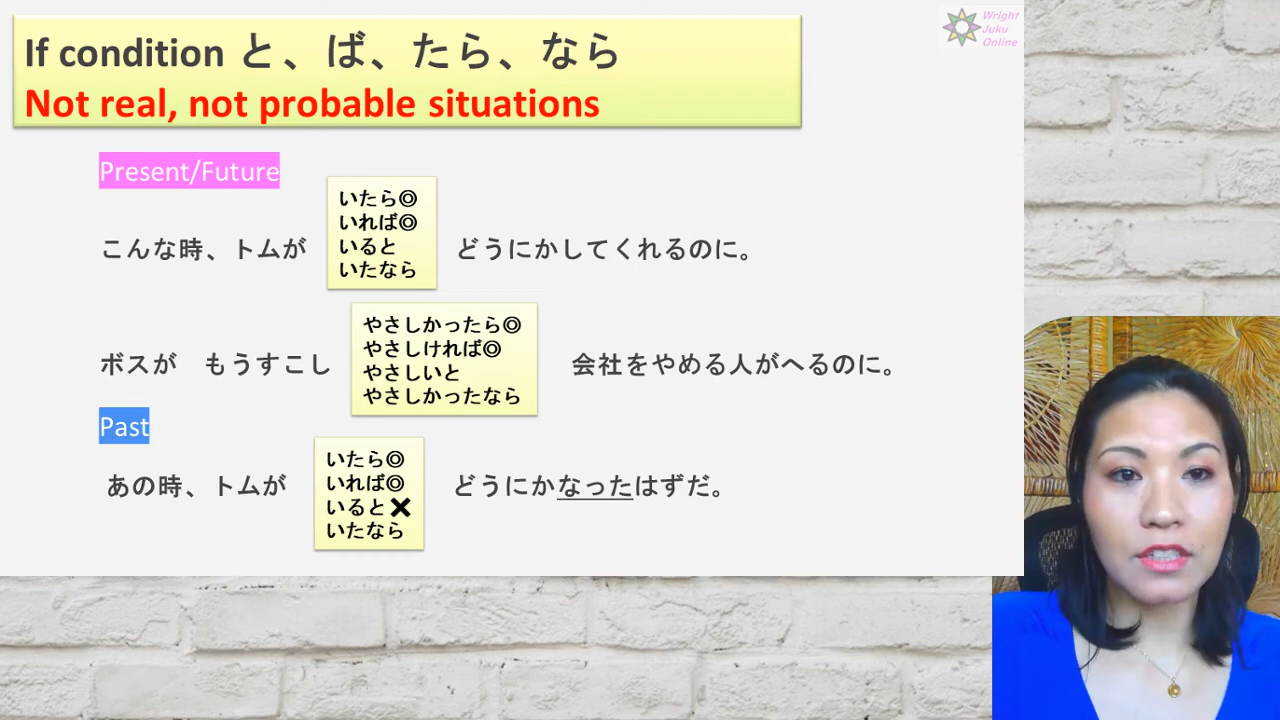 If condition と、ば、たら、なら
Not real, not probable situations
Wright
Juku
Online
Present/Future
こんな時、トムが
いたら◎
いれば◎
いると
いたなら
どうにかしてくれるのに。
ボスが もうすこし
やさしかったら◎
やさしければ◎
やさしいと
やさしかったなら
会社をやめる人がへるのに。
Past
あの時、トムが
いたら◎
いれば◎
いると✖
いたなら
どうにかなったはずだ。